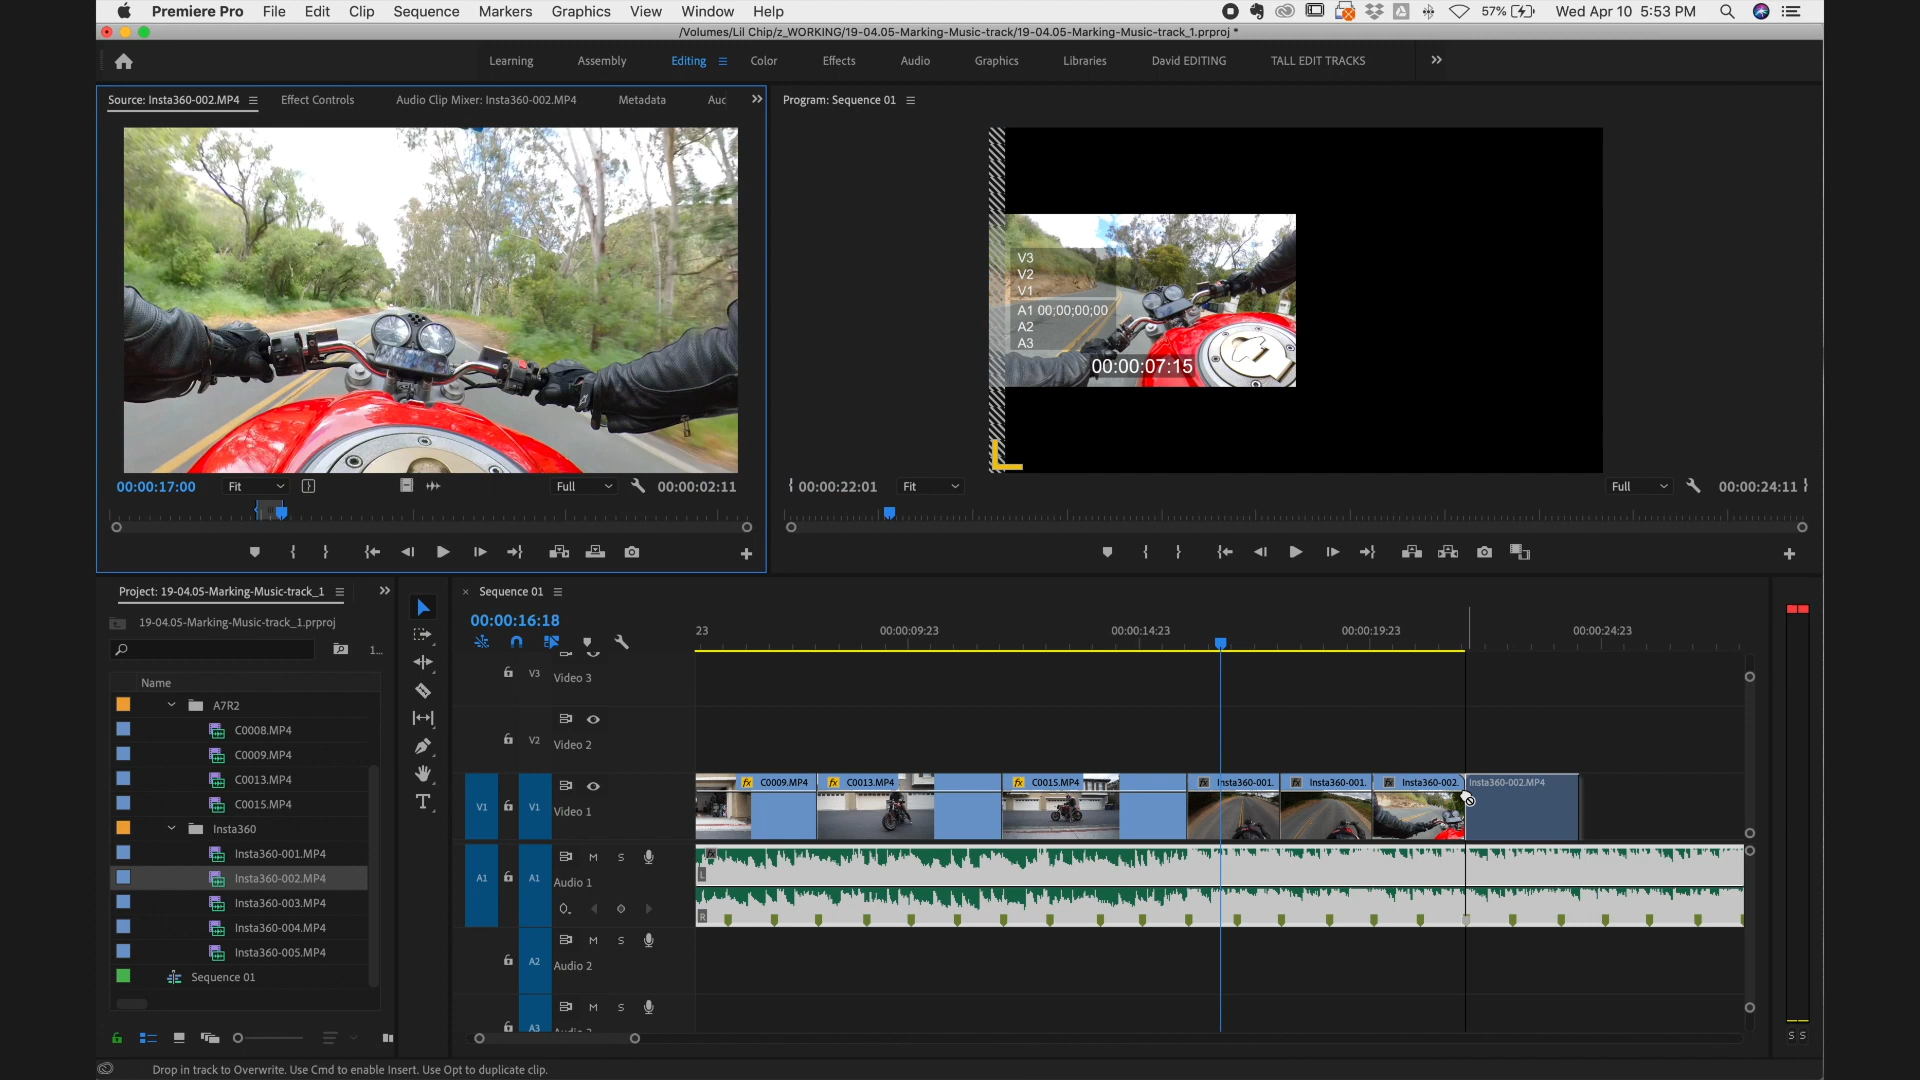 Premiere Pro File Edit Clip Sequence Markers Graphics View Window Help 57% Wed Apr 10 5:53 PM
/Volumes/Lil Chip/z_WORKING/19-04.05-Marking-Music-track/19-04.05-Marking-Music-track_1.prproj *
Learning Assembly Editing Color Effects Audio Graphics Libraries David EDITING TALL EDIT TRACKS
Source: Insta360-002.MP4 Effect Controls Audio Clip Mixer: Insta360-002.MP4 Metadata Auc
Program: Sequence 01
V3
V2
V1
A1 00;00;00;00
A2
A3
00:00:07:15
00:00:17:00 Fit Full 00:00:02:11
00:00:22:01 Fit Full 00:00:24:11
Project: 19-04.05-Marking-Music-track_1
19-04.05-Marking-Music-track_1.prproj
1...
Name
A7R2
C0008.MP4
C0009.MP4
C0013.MP4
C0015.MP4
Insta360
Insta360-001.MP4
Insta360-002.MP4
Insta360-003.MP4
Insta360-004.MP4
Insta360-005.MP4
Sequence 01
× Sequence 01
00:00:16:18
23 00:00:09:23 00:00:14:23 00:00:19:23 00:00:24:23
V3 Video 3
V2 Video 2
V1 V1 Video 1
fx C0009.MP4 fx C0013.MP4 fx C0015.MP4 fx Insta360-001. fx Insta360-001. fx Insta360-002. Insta360-002.MP4
A1 A1 M S Audio 1
fx
L
R
A2 M S Audio 2
A3 M S
S S
Drop in track to Overwrite. Use Cmd to enable Insert. Use Opt to duplicate clip.